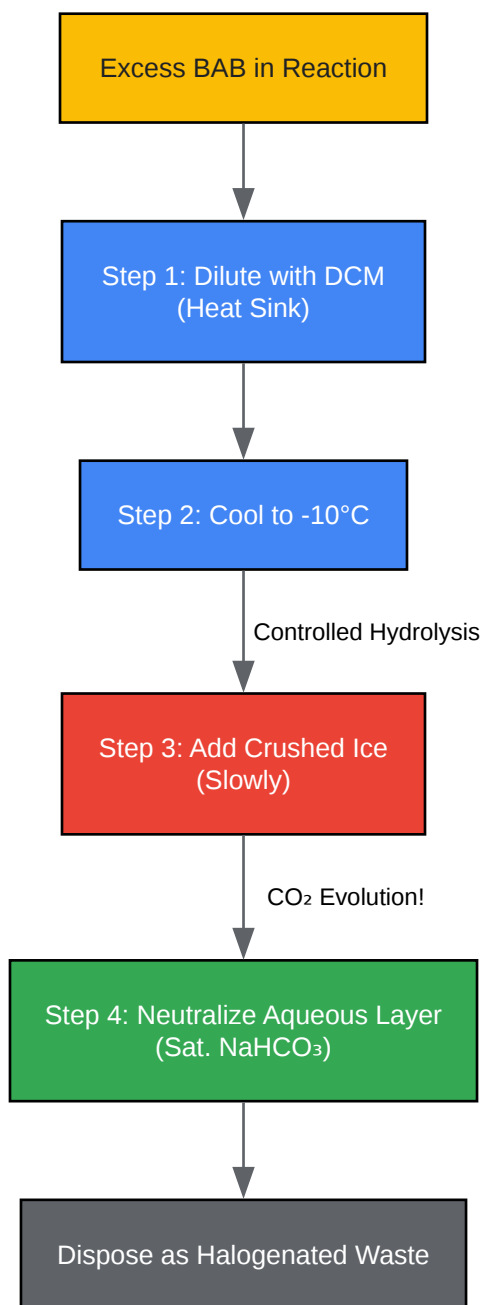 Excess BAB in Reaction
Step 1: Dilute with DCM
(Heat Sink)
Step 2: Cool to -10°C
Controlled Hydrolysis
Step 3: Add Crushed Ice
(Slowly)
CO₂ Evolution!
Step 4: Neutralize Aqueous Layer
(Sat. NaHCO₃)
Dispose as Halogenated Waste